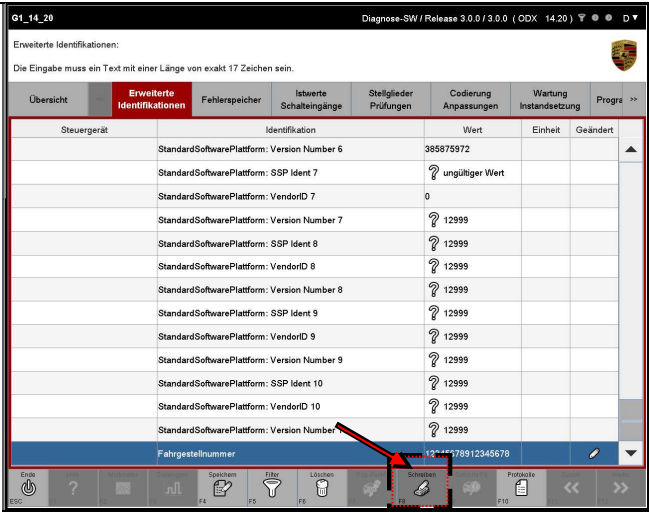 G1_14_20 Diagnose-SW / Release 3.0.0 / 3.0.0 ( ODX 14.20 ) D
Erweiterte Identifikationen:
Die Eingabe muss ein Text mit einer Länge von exakt 17 Zeichen sein.
Übersicht Erweiterte Identifikationen Fehlerspeicher Istwerte Schalteingänge Stellglieder Prüfungen Codierung Anpassungen Wartung Instandsetzung Progra >>
Steuergerät Identifikation Wert Einheit Geändert
StandardSoftwarePlattform: Version Number 6 385875972
StandardSoftwarePlattform: SSP Ident 7 ? ungültiger Wert
StandardSoftwarePlattform: VendorID 7 0
StandardSoftwarePlattform: Version Number 7 ? 12999
StandardSoftwarePlattform: SSP Ident 8 ? 12999
StandardSoftwarePlattform: VendorID 8 ? 12999
StandardSoftwarePlattform: Version Number 8 ? 12999
StandardSoftwarePlattform: SSP Ident 9 ? 12999
StandardSoftwarePlattform: VendorID 9 ? 12999
StandardSoftwarePlattform: Version Number 9 ? 12999
StandardSoftwarePlattform: SSP Ident 10 ? 12999
StandardSoftwarePlattform: VendorID 10 ? 12999
StandardSoftwarePlattform: Version Number ? 12999
Fahrgestellnummer 12345678912345678
Ende Speichern Filter Löschen Schreiben Protokolle
ESC F4 F5 F6 F8 F10